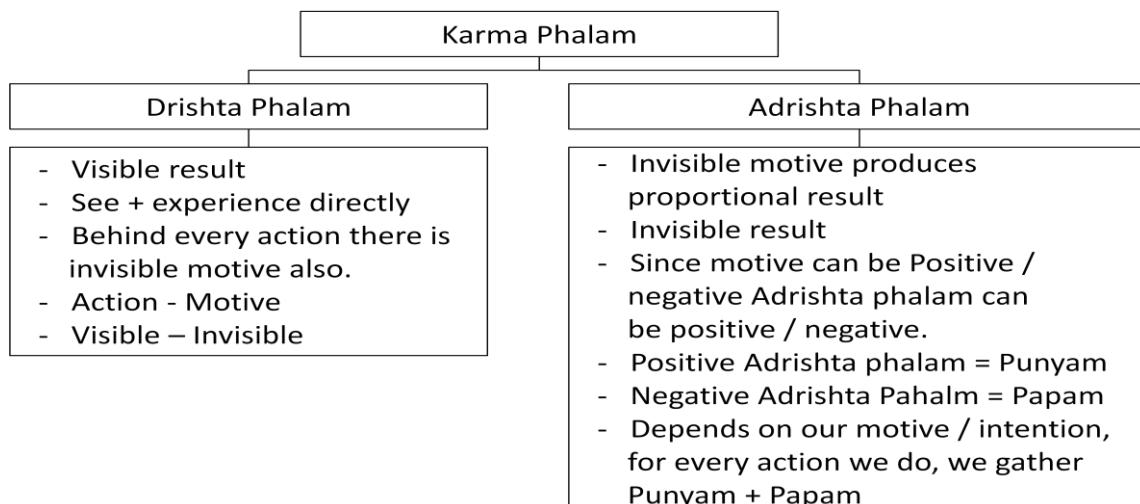 Karma Phalam
Drishta Phalam
- Visible result
- See + experience directly
- Behind every action there is
invisible motive also.
- Action - Motive
- Visible – Invisible
Adrishta Phalam
- Invisible motive produces
proportional result
- Invisible result
- Since motive can be Positive /
negative Adrishta phalam can
be positive / negative.
- Positive Adrishta phalam = Punyam
- Negative Adrishta Pahalm = Papam
- Depends on our motive / intention,
for every action we do, we gather
Punyam + Papam